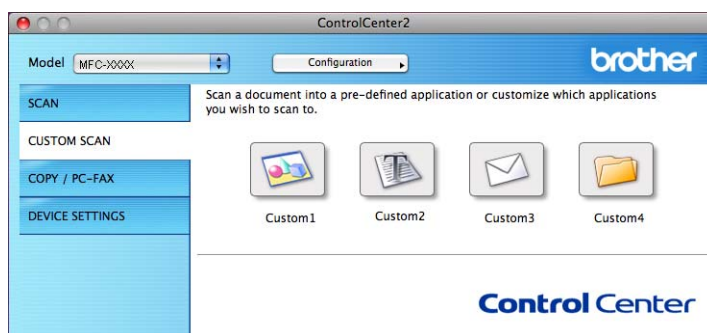 ControlCenter2
Model MFC-XXXX Configuration
brother
SCAN
CUSTOM SCAN
COPY / PC-FAX
DEVICE SETTINGS
Scan a document into a pre-defined application or customize which applications
you wish to scan to.
T
Custom1 Custom2 Custom3 Custom4
Control Center